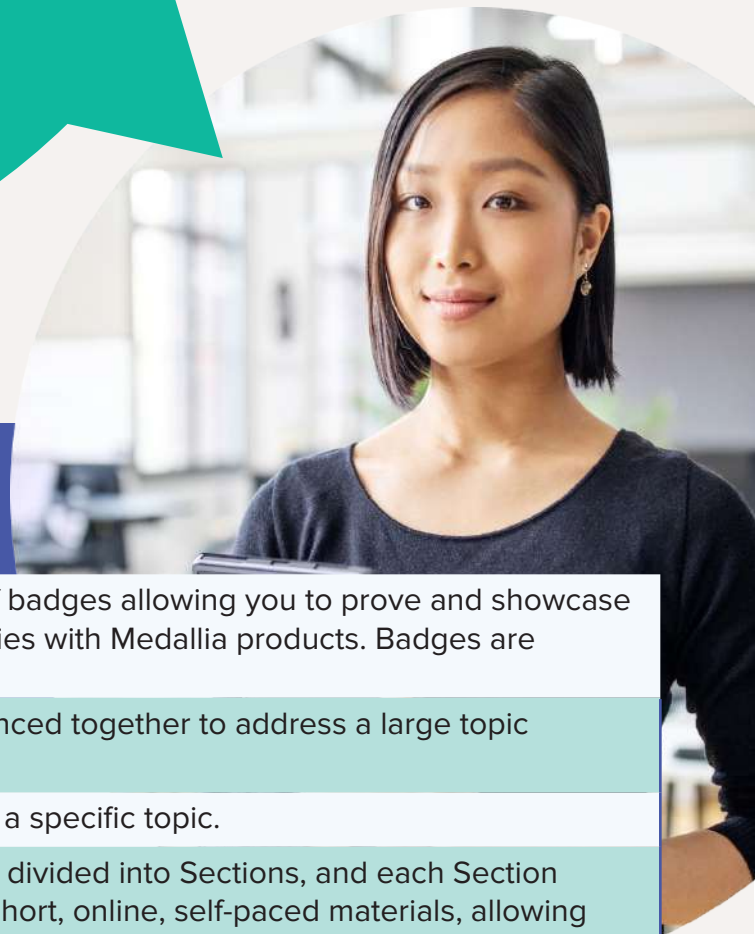 badges allowing you to prove and showcase
ies with Medallia products. Badges are
nced together to address a large topic
a specific topic.
divided into Sections, and each Section
hort, online, self-paced materials, allowing